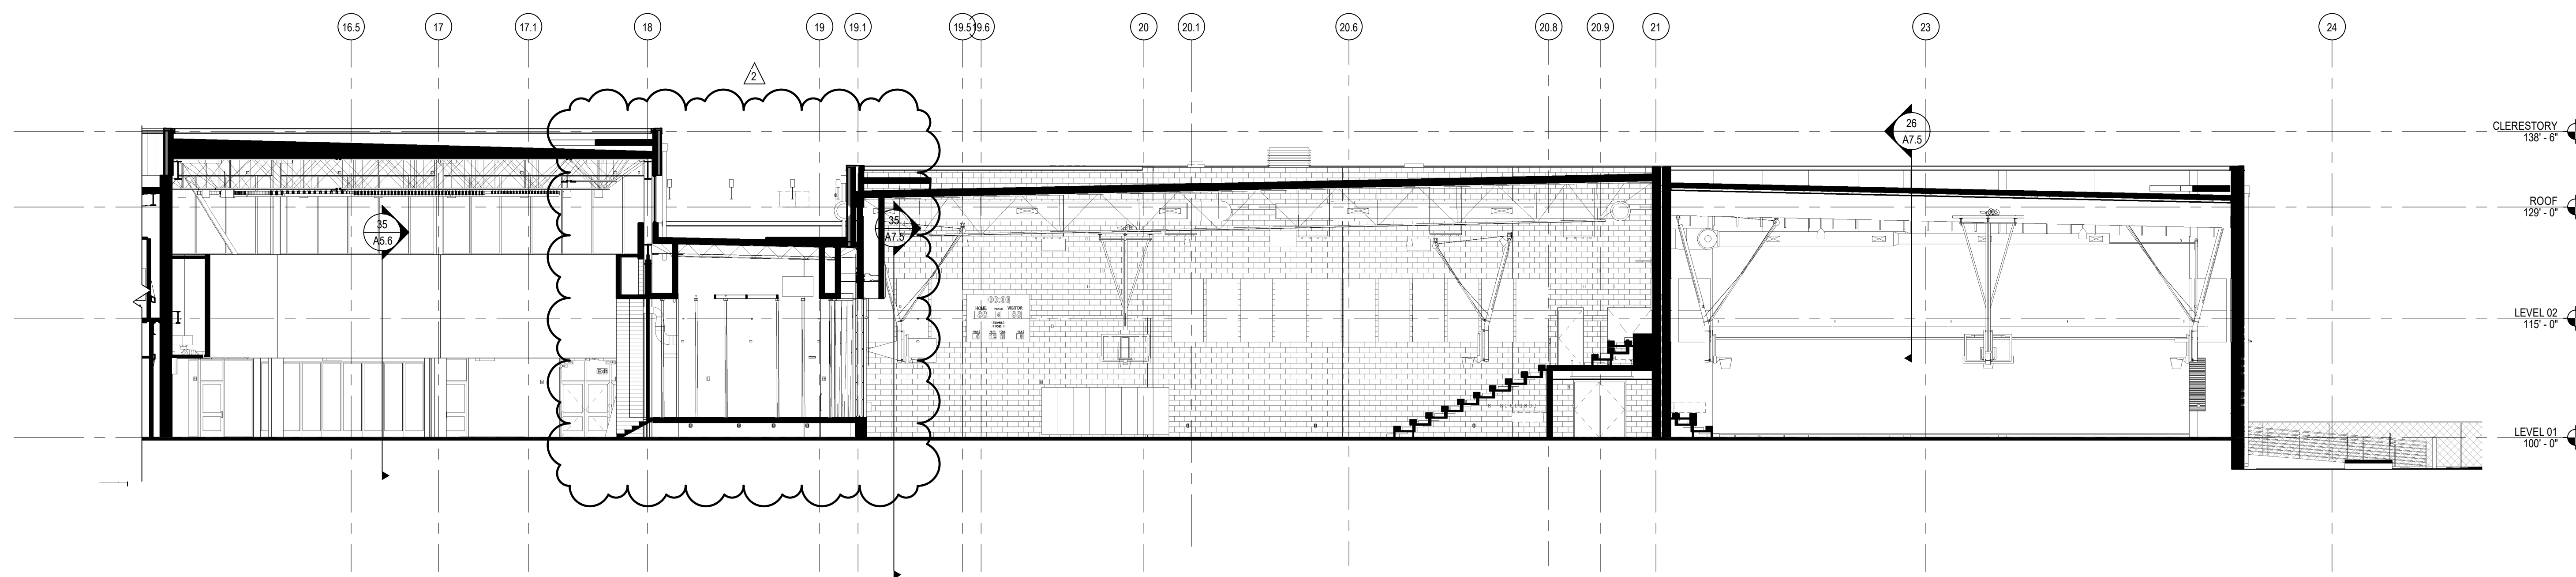 16.5 17 17.1 18 19 19.1 19.5 19.6 20 20.1 20.6 20.8 20.9 21 23 24
2
26
A7.5
CLERESTORY
138' - 6"
ROOF
129' - 0"
35
A5.6
35
A7.5
HOME VISITOR
LEVEL 02
115' - 0"
LEVEL 01
100' - 0"